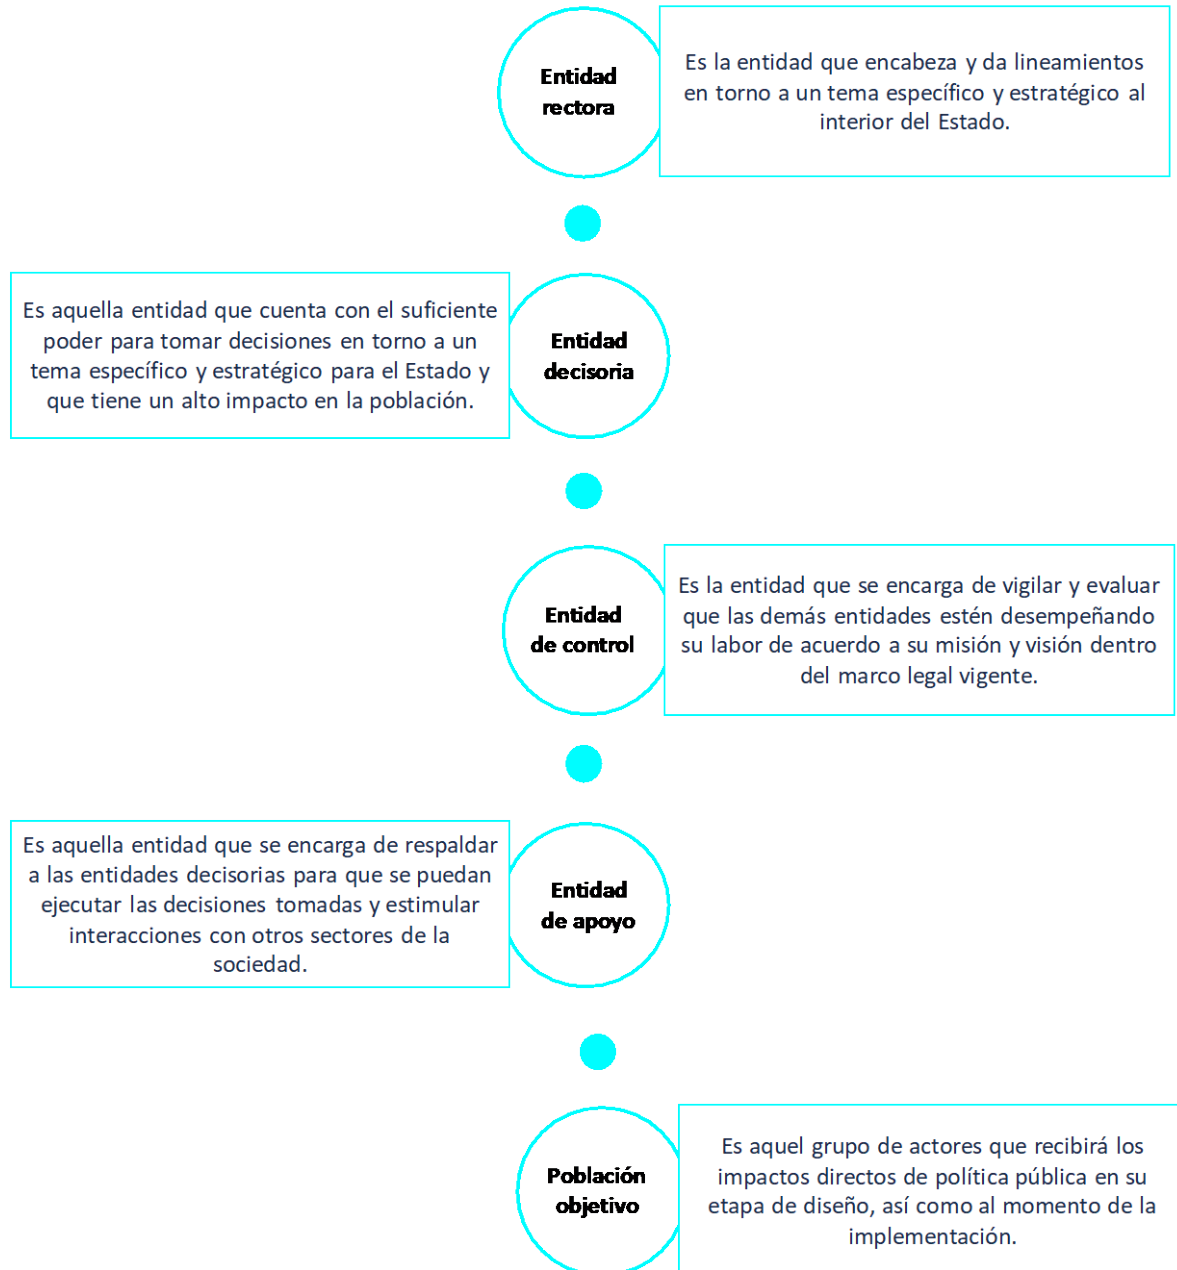 Entidad
rectora
Es la entidad que encabeza y da lineamientos
en torno a un tema específico y estratégico al
interior del Estado.
Es aquella entidad que cuenta con el suficiente
poder para tomar decisiones en torno a un
tema específico y estratégico para el Estado y
que tiene un alto impacto en la población.
Entidad
decisoria
Entidad
de control
Es la entidad que se encarga de vigilar y evaluar
que las demás entidades estén desempeñando
su labor de acuerdo a su misión y visión dentro
del marco legal vigente.
Es aquella entidad que se encarga de respaldar
a las entidades decisorias para que se puedan
ejecutar las decisiones tomadas y estimular
interacciones con otros sectores de la
sociedad.
Entidad
de apoyo
Población
objetivo
Es aquel grupo de actores que recibirá los
impactos directos de política pública en su
etapa de diseño, así como al momento de la
implementación.